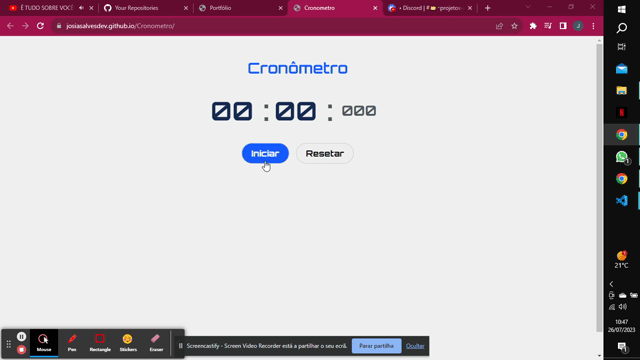 É TUDO SOBRE VOCÊ
Your Repositories
Portfólio
Cronometro
• Discord | # projetos-
josiasalvesdev.github.io/Cronometro/
J
Cronômetro
00 : 00 : 000
Iniciar
Resetar
1
21°C
10:47
26/07/2023
1
Mouse
Pen
Rectangle
Stickers
Eraser
Screencastify - Screen Video Recorder está a partilhar o seu ecrã.
Parar partilha
Ocultar